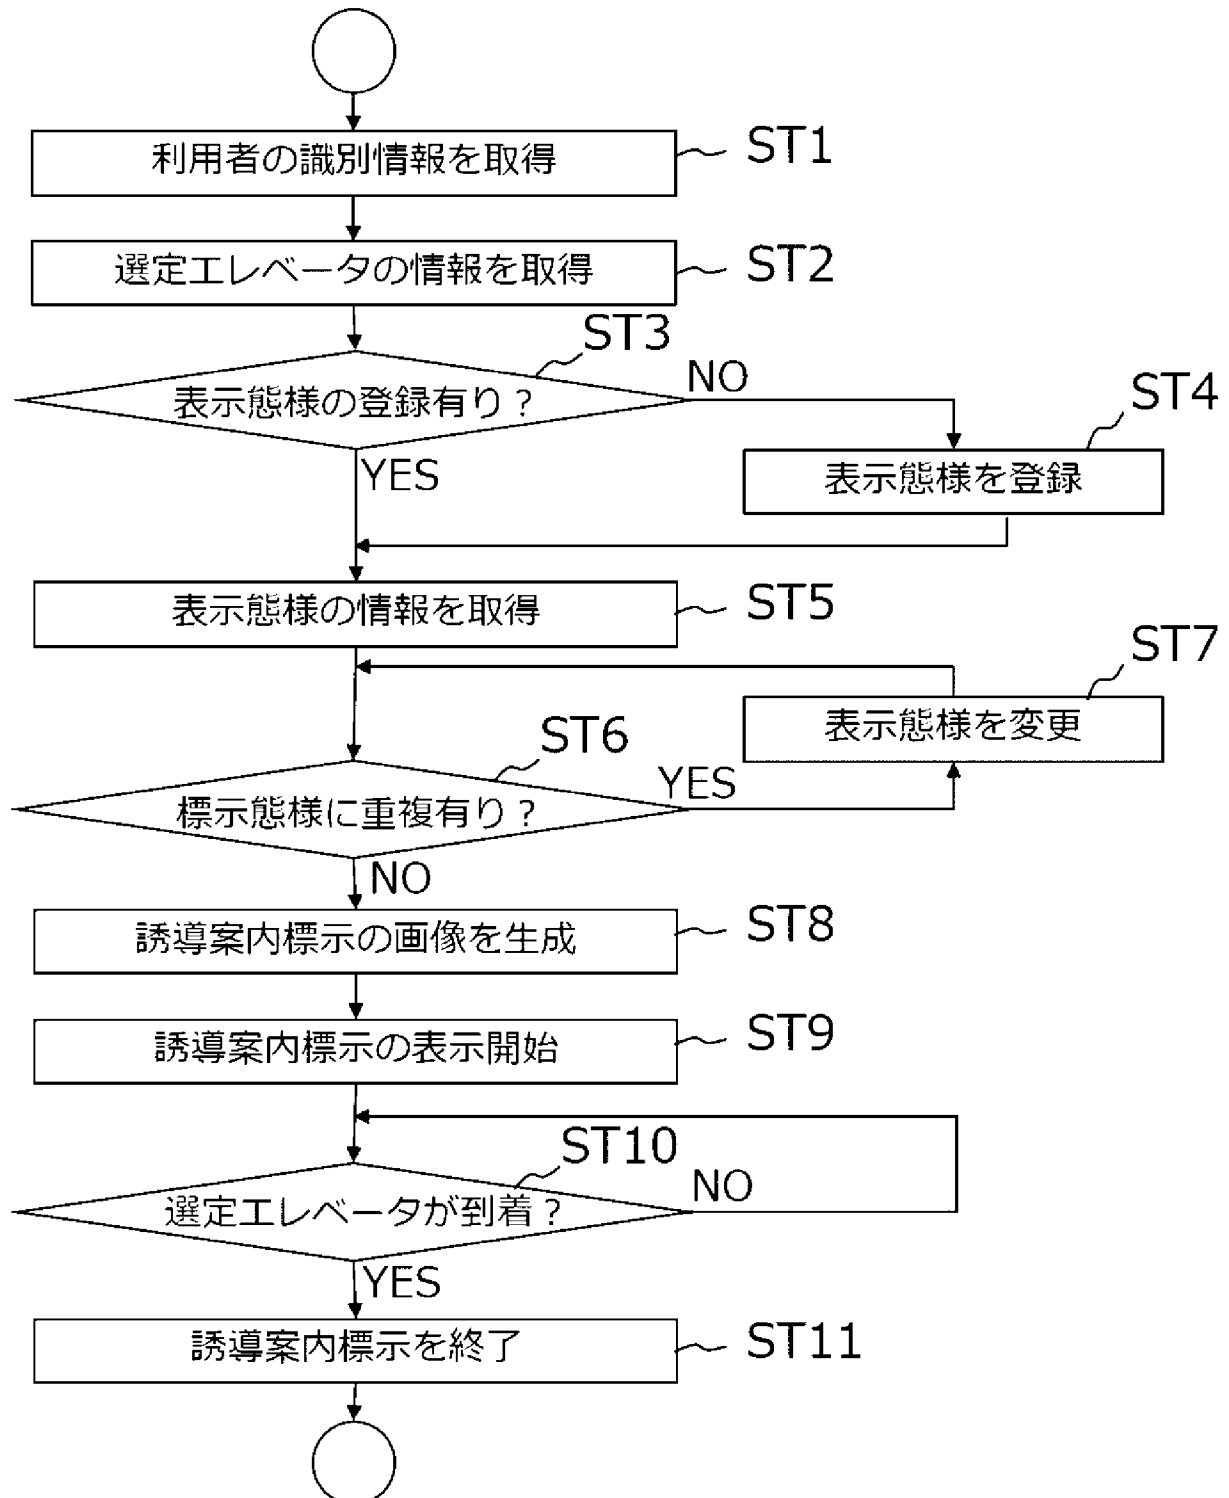 利用者の識別情報を取得
ST1
選定エレベータの情報を取得
ST2
ST3
表示態様の登録有り？
NO
YES
ST4
表示態様を登録
表示態様の情報を取得
ST5
ST7
表示態様を変更
ST6
標示態様に重複有り？
YES
NO
誘導案内標示の画像を生成
ST8
誘導案内標示の表示開始
ST9
ST10
選定エレベータが到着？
NO
YES
誘導案内標示を終了
ST11